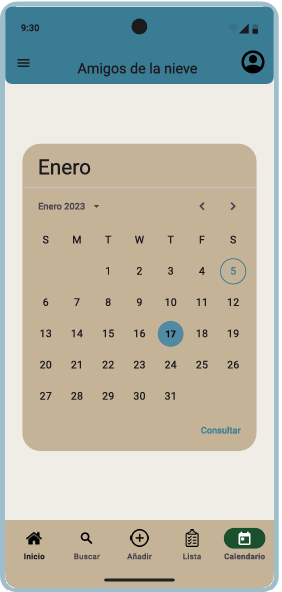 9:30
Amigos de la nieve
Enero
Enero 2023
S M T W T F S
1 2 3 4 5
6 7 8 9 10 11 12
13 14 15 16 17 18 19
20 21 22 23 24 25 26
27 28 29 30 31
Consultar
Inicio Buscar Añadir Lista Calendario